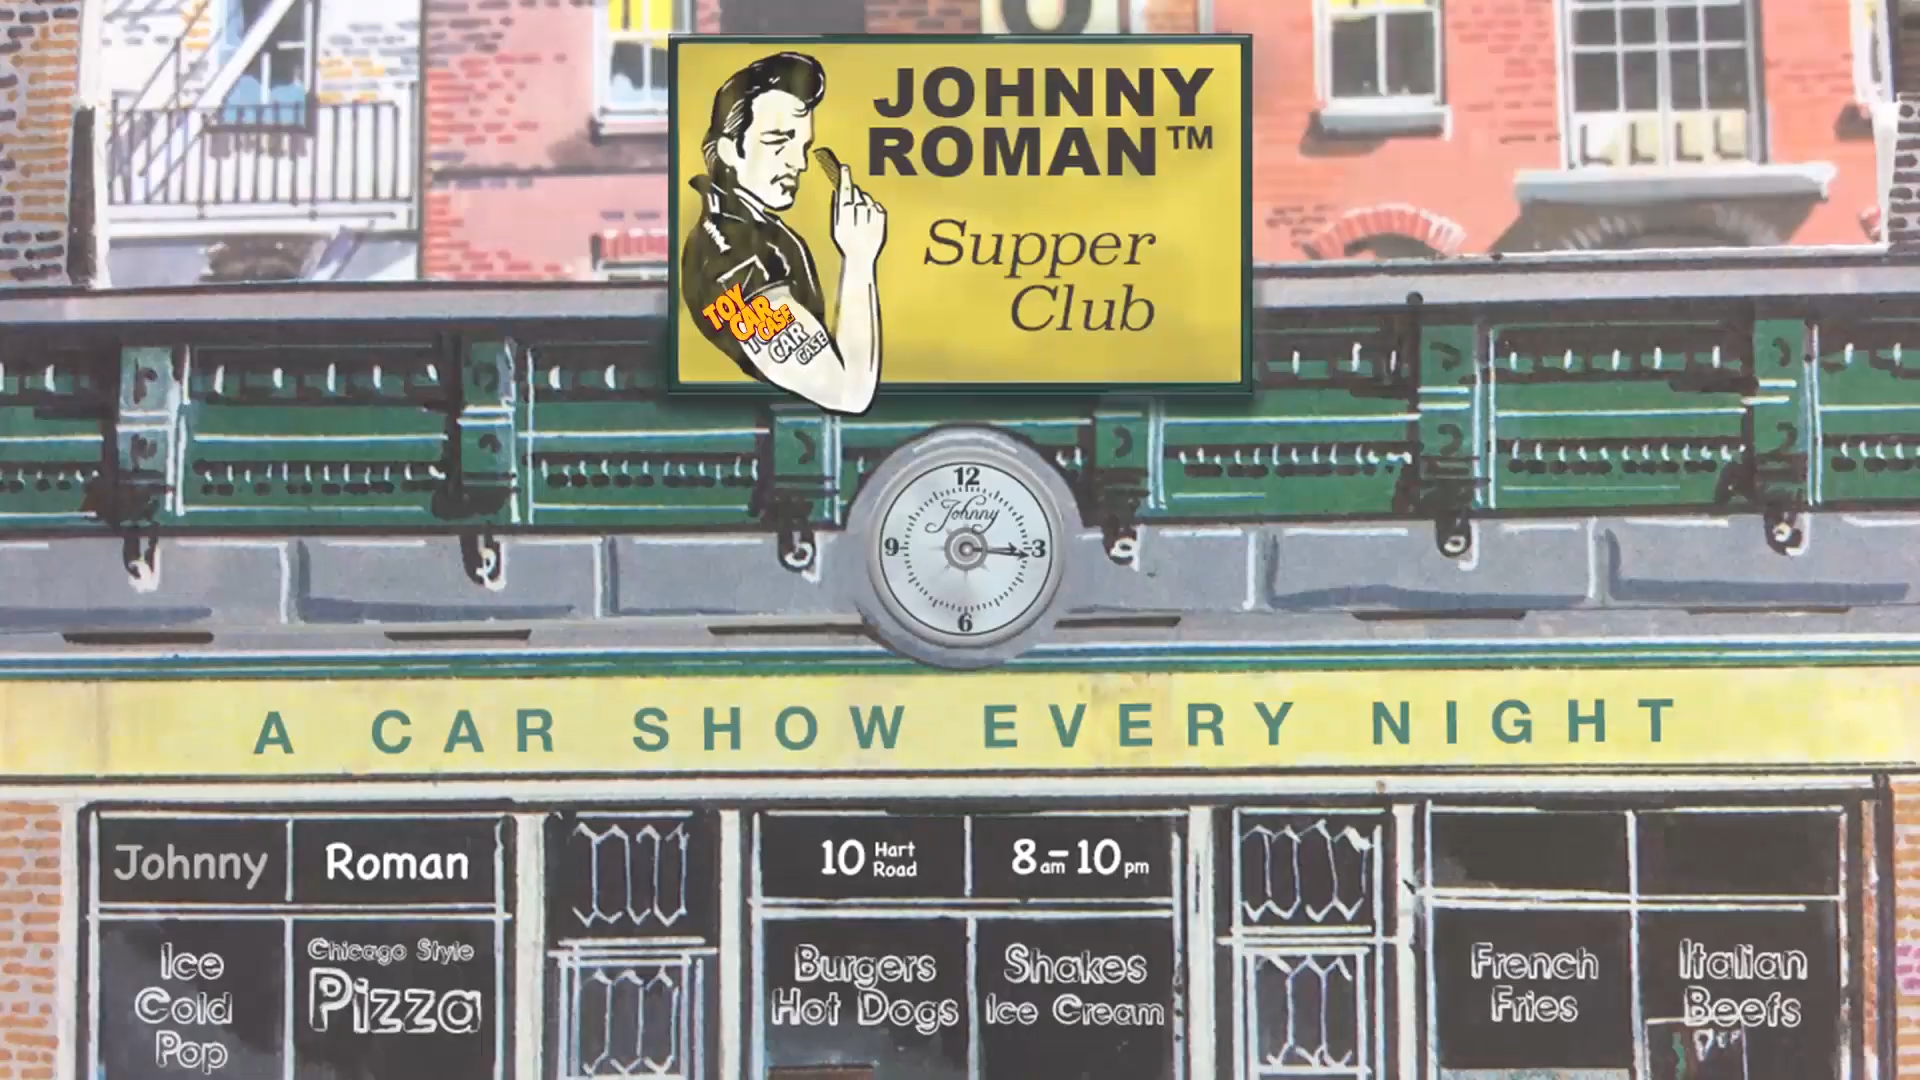 JOHNNY
ROMAN™
Supper
Club
TOY
CAR
CASE
CAR
CASE
12
Johnny
9
3
6
A CAR SHOW EVERY NIGHT
Johnny Roman
10 Hart Road
8am-10pm
Ice
Cold
Pop
Chicago Style
Pizza
Burgers
Hot Dogs
Shakes
Ice Cream
French
Fries
Italian
Beefs